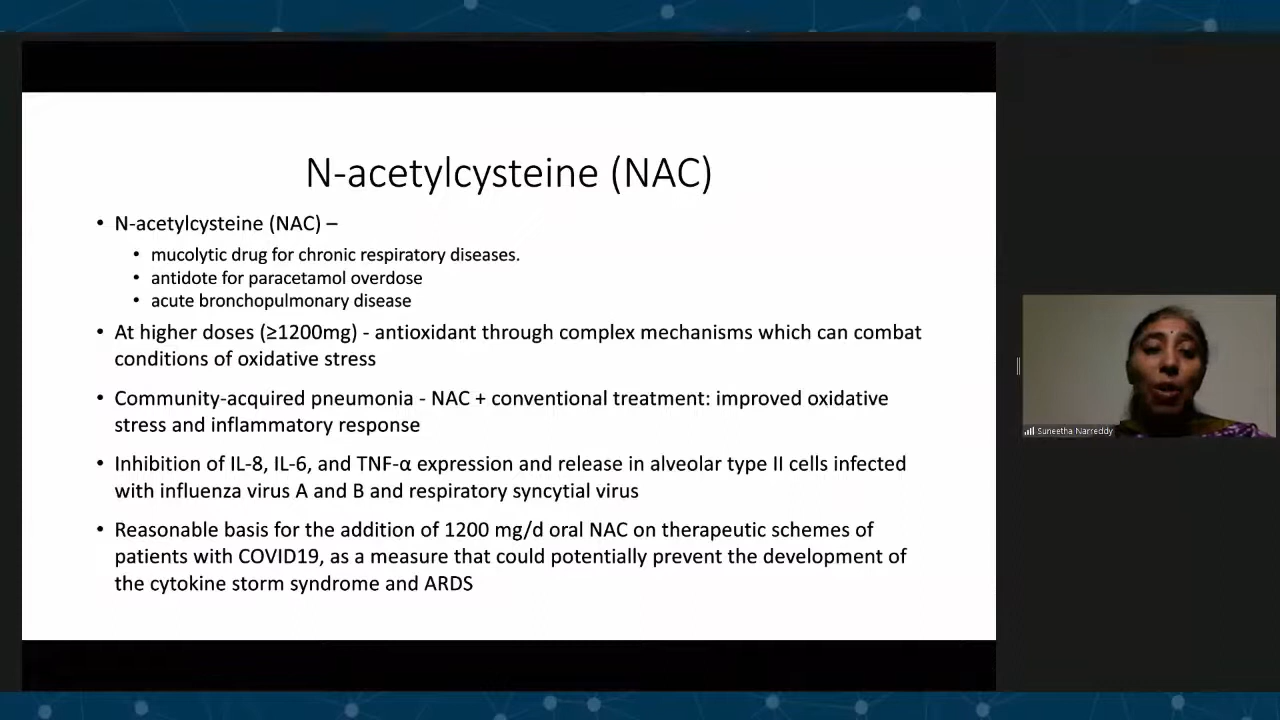 N-acetylcysteine (NAC)
• N-acetylcysteine (NAC) –
• mucolytic drug for chronic respiratory diseases.
• antidote for paracetamol overdose
• acute bronchopulmonary disease
• At higher doses (≥1200mg) - antioxidant through complex mechanisms which can combat
conditions of oxidative stress
• Community-acquired pneumonia - NAC + conventional treatment: improved oxidative
stress and inflammatory response
• Inhibition of IL-8, IL-6, and TNF-α expression and release in alveolar type II cells infected
with influenza virus A and B and respiratory syncytial virus
• Reasonable basis for the addition of 1200 mg/d oral NAC on therapeutic schemes of
patients with COVID19, as a measure that could potentially prevent the development of
the cytokine storm syndrome and ARDS
Suneetha Narreddy